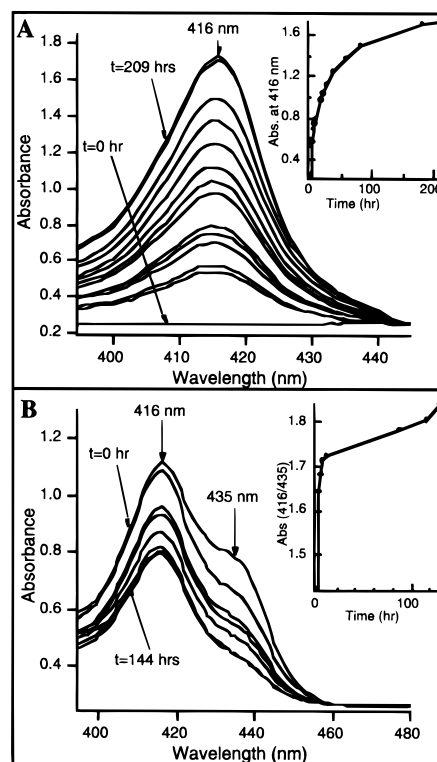 A
416 nm
t=209 hrs
t=0 hr
Absorbance
1.8
1.6
1.4
1.2
1.0
0.8
0.6
0.4
0.2
400
410
420
430
440
Wavelength (nm)
Abs. at 416 nm
1.6
1.2
0.8
0.4
0
100
200
Time (hr)
B
416 nm
t=0 hr
435 nm
t=144 hrs
Absorbance
1.2
1.0
0.8
0.6
0.4
400
420
440
460
480
Wavelength (nm)
Abs (416/435)
1.8
1.7
1.6
1.5
0
100
Time (hr)